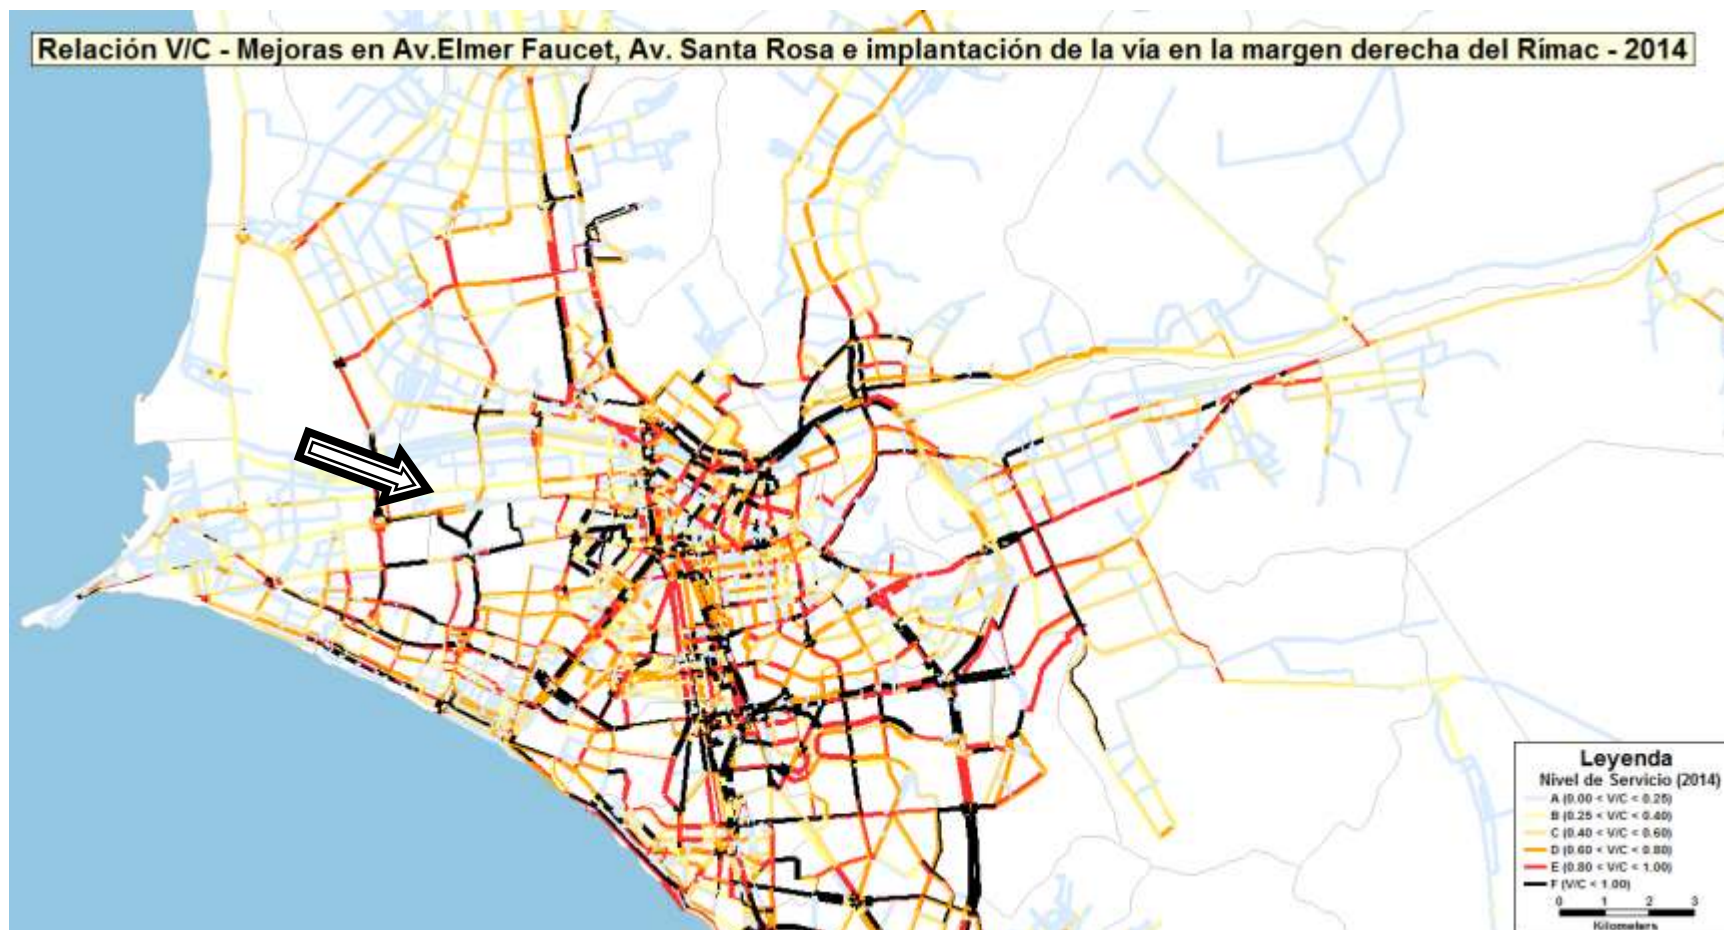 Relación V/C - Mejoras en Av.Elmer Faucet, Av. Santa Rosa e implantación de la vía en la margen derecha del Rímac - 2014
Leyenda
Nivel de Servicio (2014)
A (0.00 < V/C < 0.25)
B (0.25 < V/C < 0.40)
C (0.40 < V/C < 0.60)
D (0.60 < V/C < 0.80)
E (0.80 < V/C < 1.00)
F (V/C < 1.00)
0 1 2 3
Kilometers